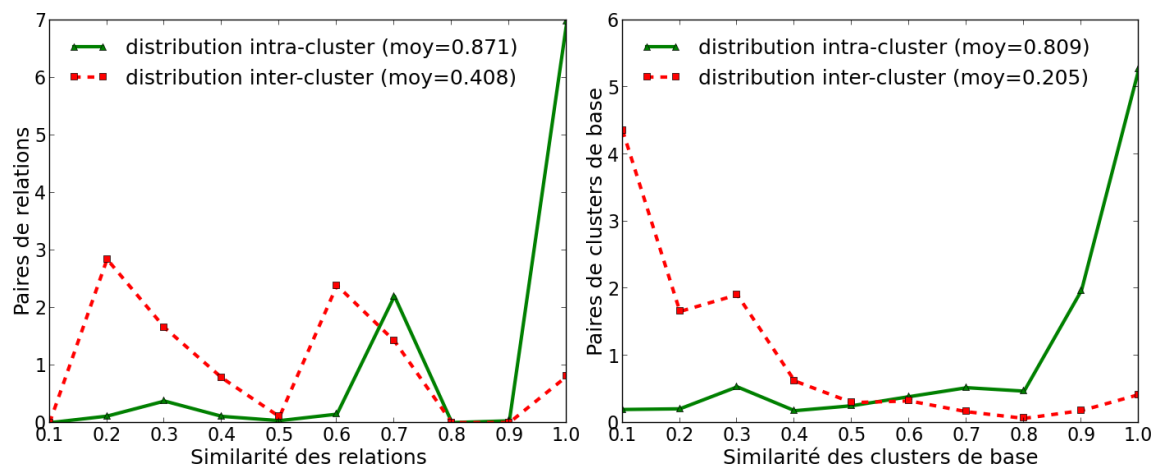 7
6
5
4
3
2
1
0
Paires de relations
distribution intra-cluster (moy=0.871)
distribution inter-cluster (moy=0.408)
0.1 0.2 0.3 0.4 0.5 0.6 0.7 0.8 0.9 1.0
Similarité des relations
6
5
4
3
2
1
0
Paires de clusters de base
distribution intra-cluster (moy=0.809)
distribution inter-cluster (moy=0.205)
0.1 0.2 0.3 0.4 0.5 0.6 0.7 0.8 0.9 1.0
Similarité des clusters de base